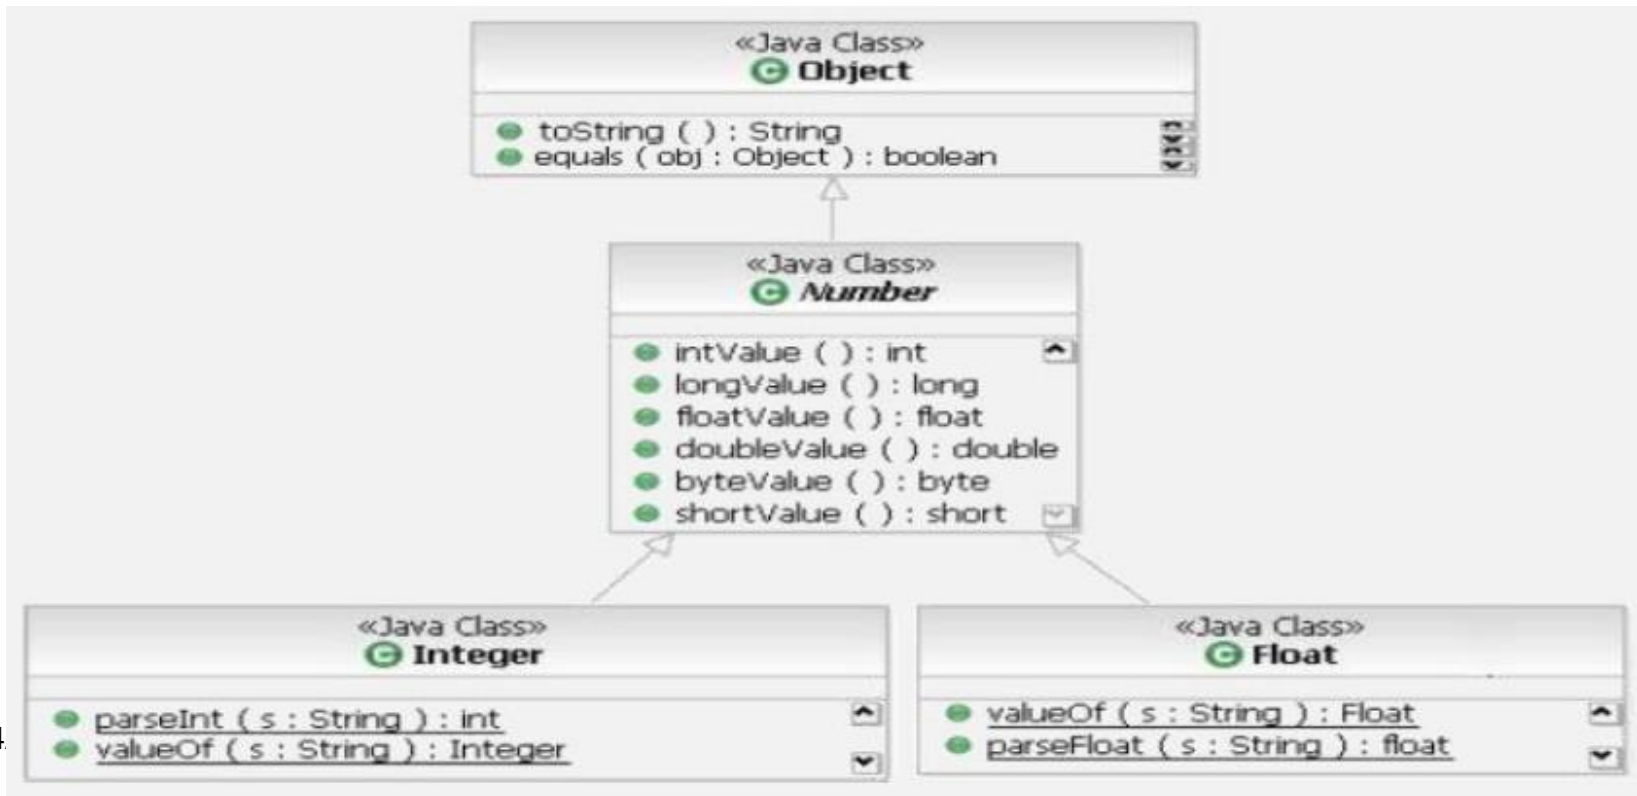 «Java Class»
Object
toString ( ) : String
equals ( obj : Object ) : boolean
«Java Class»
Number
intValue ( ) : int
longValue ( ) : long
floatValue ( ) : float
doubleValue ( ) : double
byteValue ( ) : byte
shortValue ( ) : short
«Java Class»
Integer
parseInt ( s : String ) : int
valueOf ( s : String ) : Integer
«Java Class»
Float
valueOf ( s : String ) : Float
parseFloat ( s : String ) : float